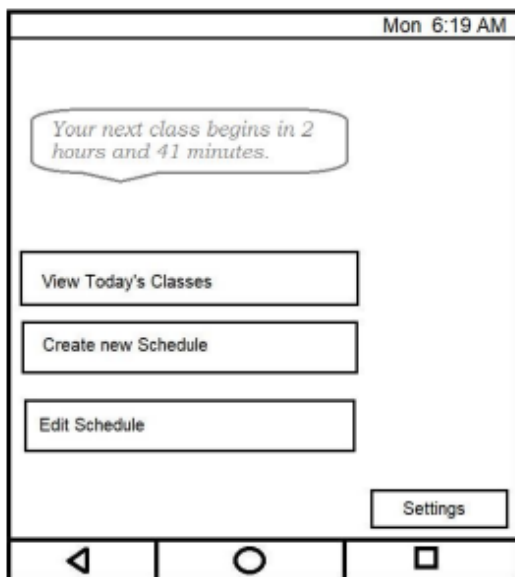 Mon 6:19 AM
Your next class begins in 2
hours and 41 minutes.
View Today's Classes
Create new Schedule
Edit Schedule
Settings